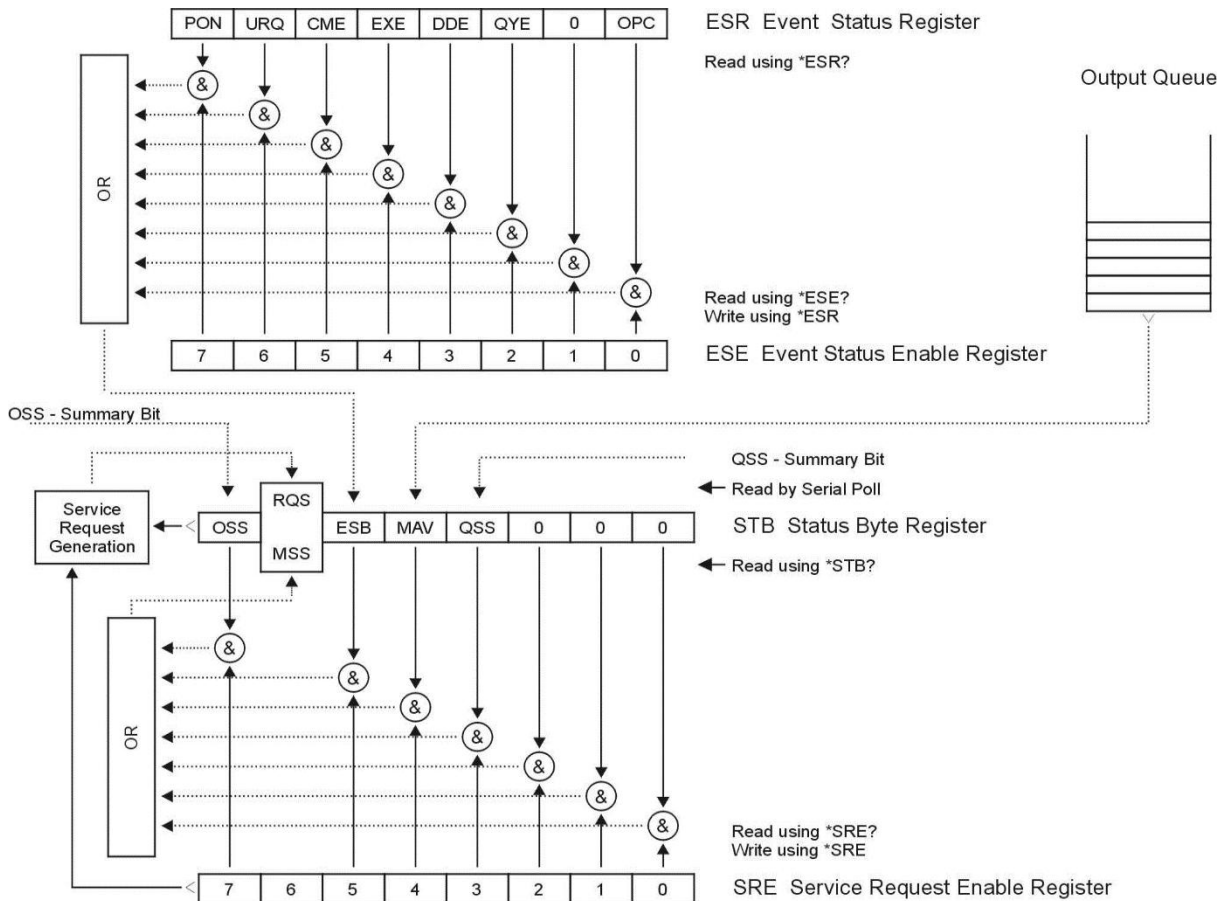 PON URQ CME EXE DDE QYE 0 OPC ESR Event Status Register
Read using *ESR?
Output Queue
&
&
&
&
&
&
&
&
OR
Read using *ESE?
Write using *ESR
7 6 5 4 3 2 1 0 ESE Event Status Enable Register
OSS - Summary Bit
QSS - Summary Bit
Read by Serial Poll
Service
Request
Generation
RQS
MSS
OSS ESB MAV QSS 0 0 0 STB Status Byte Register
Read using *STB?
&
&
&
&
&
&
&
OR
Read using *SRE?
Write using *SRE
7 6 5 4 3 2 1 0 SRE Service Request Enable Register